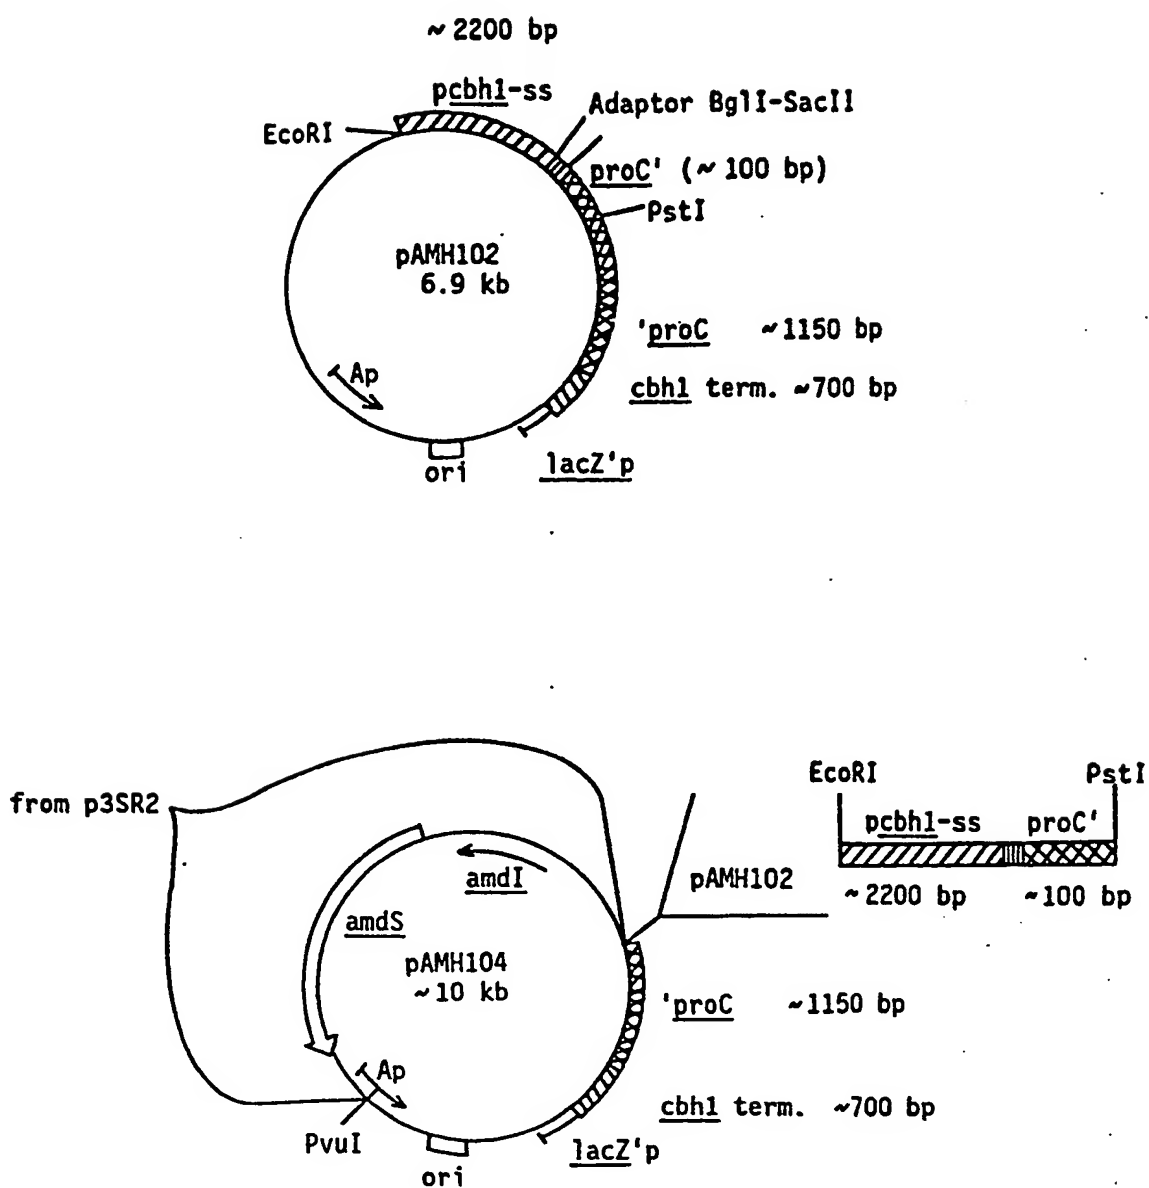 ~2200 bp
pcbh1-ss
Adaptor BglI-SacII
EcoRI
proC' (~100 bp)
PstI
pAMH102
6.9 kb
'proC ~1150 bp
Ap
cbh1 term. ~700 bp
ori
lacZ'p
EcoRI
PstI
from p3SR2
pcbh1-ss proC'
amdI
pAMH102
~2200 bp ~100 bp
amdS
pAMH104
~10 kb
'proC ~1150 bp
Ap
cbh1 term. ~700 bp
PvuI
lacZ'p
ori